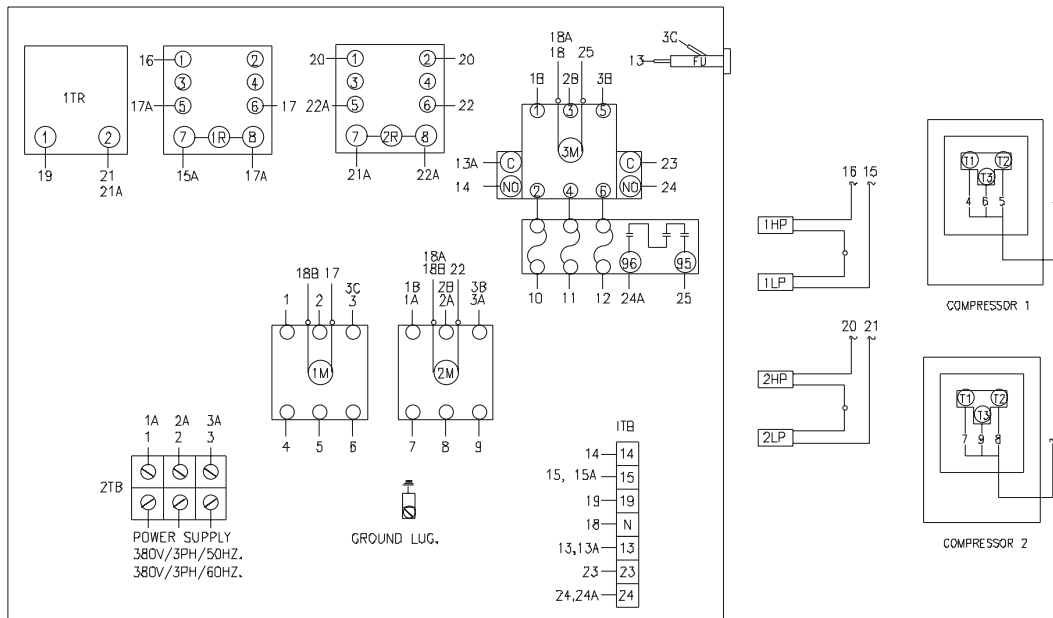 1TR
1 2
19 21
21A
16 1 2
3 4
17A 5 6 17
7 1R 8
15A 17A
20 1 2 20
3 4
22A 5 6 22
7 2R 8
21A 22A
18A
18 25
1B 2B 3B
1 3 5
3M
13A C C 23
14 NO NO 24
2 4 6
96 95
10 11 12 24A 25
3C
13 FU
18B 17
1 2 3C
3
1M
4 5 6
18A
18B 22
1B 2B 3B
1A 2A 3A
2M
7 8 9
1A 2A 3A
1 2 3
2TB
POWER SUPPLY
380V/3PH/50HZ.
380V/3PH/60HZ.
GROUND LUG.
1TB
14 14
15, 15A 15
19 19
18 N
13,13A 13
23 23
24,24A 24
16 15
1HP
1LP
20 21
2HP
2LP
T1 T2
T3
4 6 5
COMPRESSOR 1
T1 T2
T3
7 9 8
COMPRESSOR 2